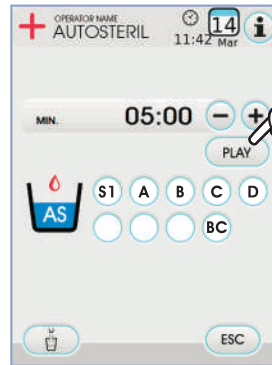 OPERATOR NAME
AUTOSTERIL
11:42
14
Mar
i
MIN. 05:00 − +
PLAY
AS
S1 A B C D
BC
ESC